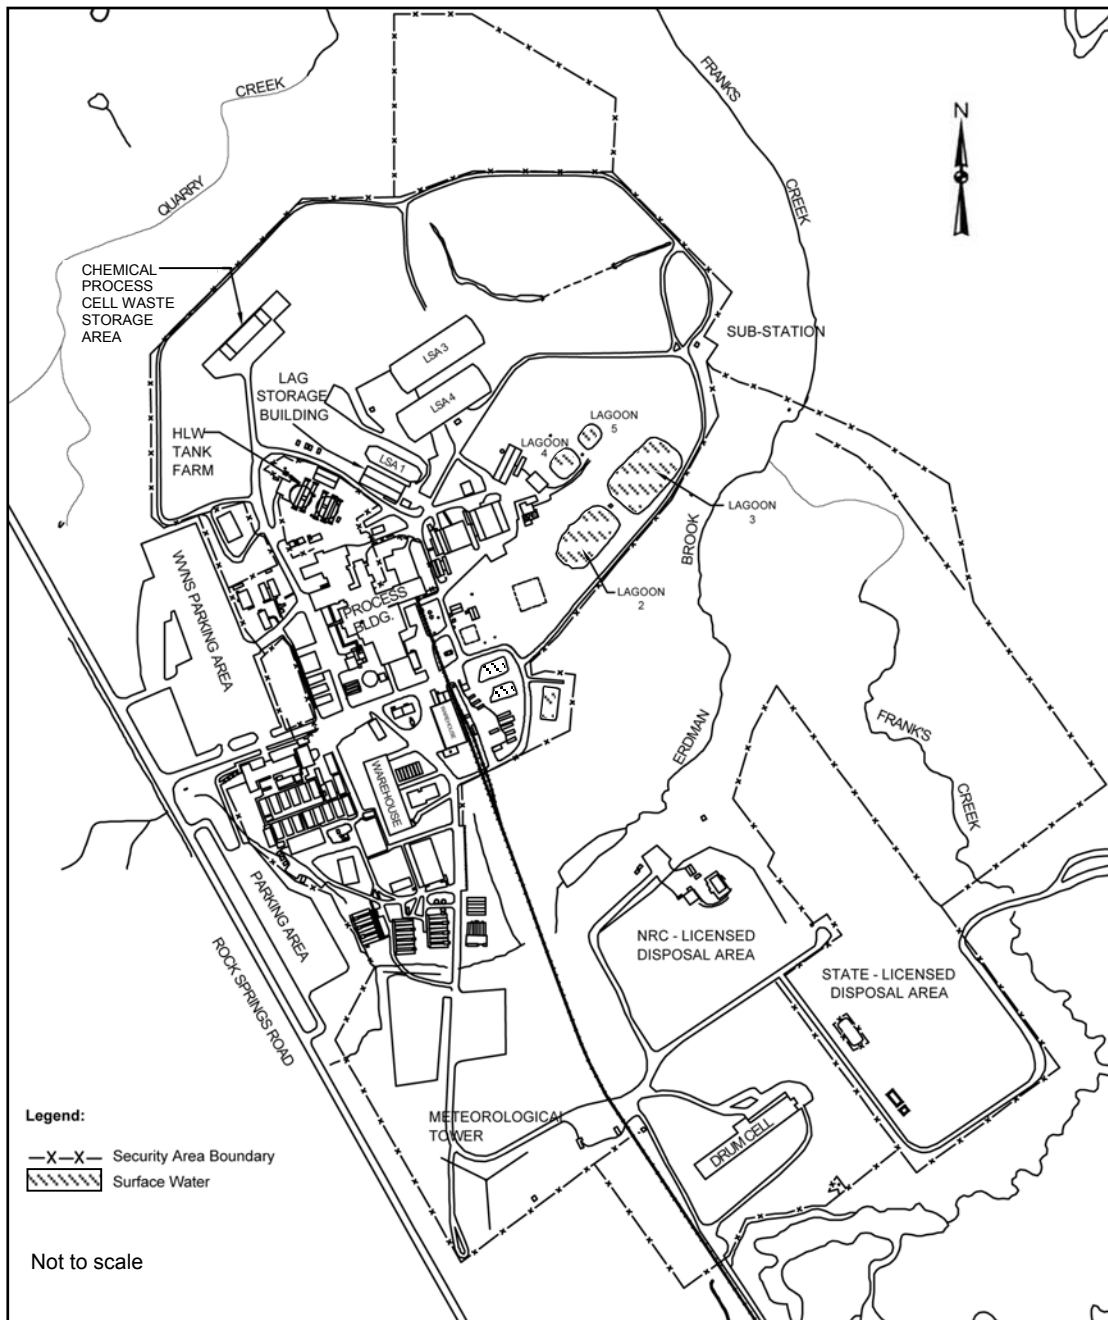 FRANK'S
CREEK
CREEK
N
QUARRY
CHEMICAL
PROCESS
CELL WASTE
STORAGE
AREA
SUB-STATION
LSA 3
LAG
STORAGE
BUILDING
LSA 4
LAGOON
5
LAGOON
4
HLW
TANK
FARM
LSA 1
LAGOON
3
BROOK
LAGOON
2
WVNS PARKING AREA
PROCESS
BLDG.
ERDMAN
FRANK'S
CREEK
WAREHOUSE
WAREHOUSE
PARKING AREA
NRC - LICENSED
DISPOSAL AREA
STATE - LICENSED
DISPOSAL AREA
ROCK SPRINGS ROAD
METEOROLOGICAL
TOWER
DRUM CELL
Legend:
—X—X— Security Area Boundary
Surface Water
Not to scale